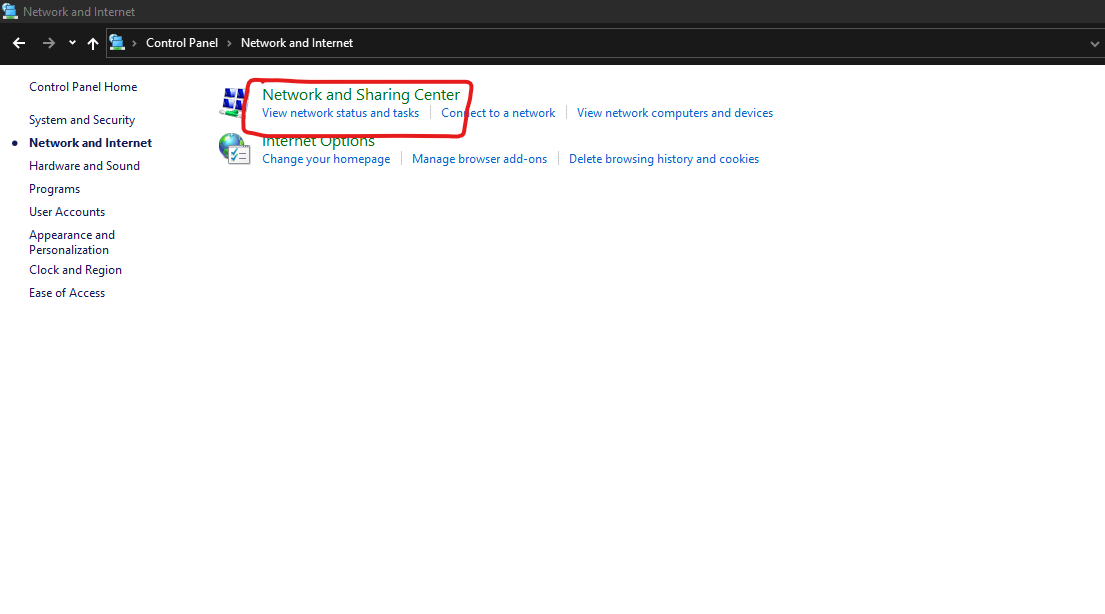 Network and Internet
Control Panel > Network and Internet
Control Panel Home
System and Security
Network and Internet
Hardware and Sound
Programs
User Accounts
Appearance and
Personalization
Clock and Region
Ease of Access
Network and Sharing Center
View network status and tasks | Connect to a network | View network computers and devices
Internet Options
Change your homepage | Manage browser add-ons | Delete browsing history and cookies